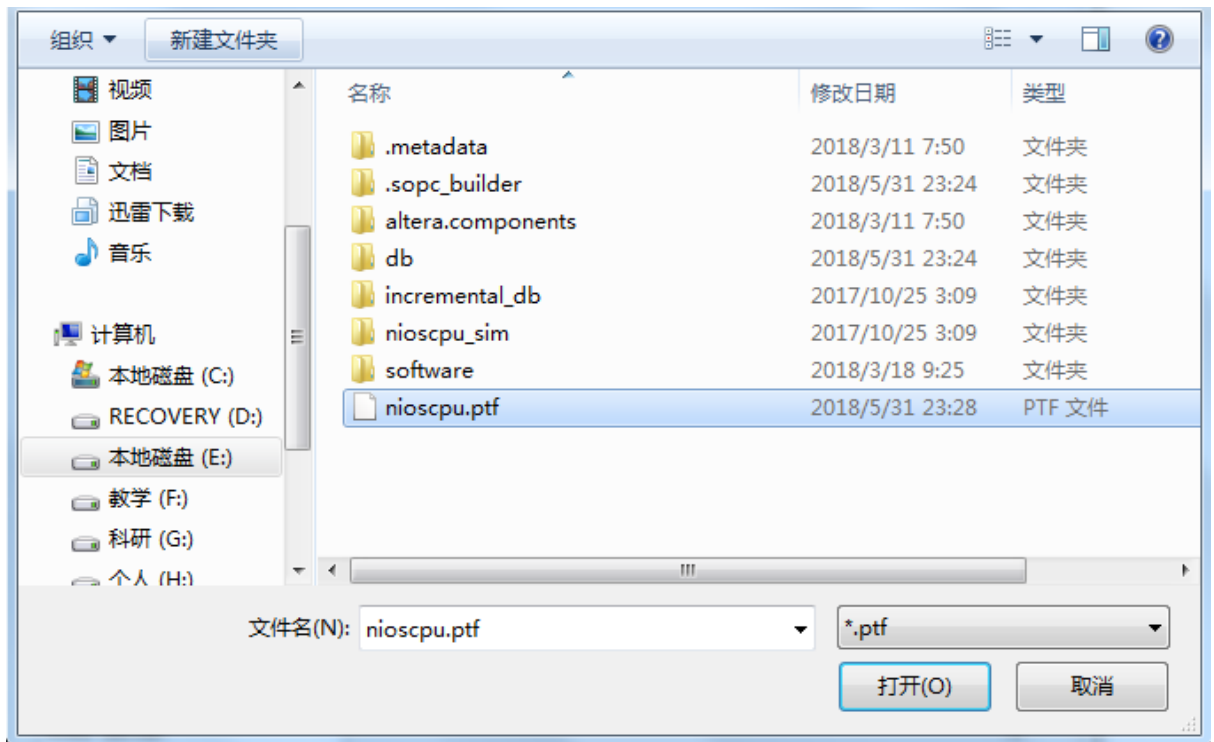 组织 新建文件夹
视频
图片
文档
迅雷下载
音乐
计算机
本地磁盘 (C:)
RECOVERY (D:)
本地磁盘 (E:)
教学 (F:)
科研 (G:)
个人 (H:)
名称 修改日期 类型
.metadata 2018/3/11 7:50 文件夹
.sopc_builder 2018/5/31 23:24 文件夹
altera.components 2018/3/11 7:50 文件夹
db 2018/5/31 23:24 文件夹
incremental_db 2017/10/25 3:09 文件夹
nioscpu_sim 2017/10/25 3:09 文件夹
software 2018/3/18 9:25 文件夹
nioscpu.ptf 2018/5/31 23:28 PTF 文件
文件名(N): nioscpu.ptf *.ptf
打开(O) 取消